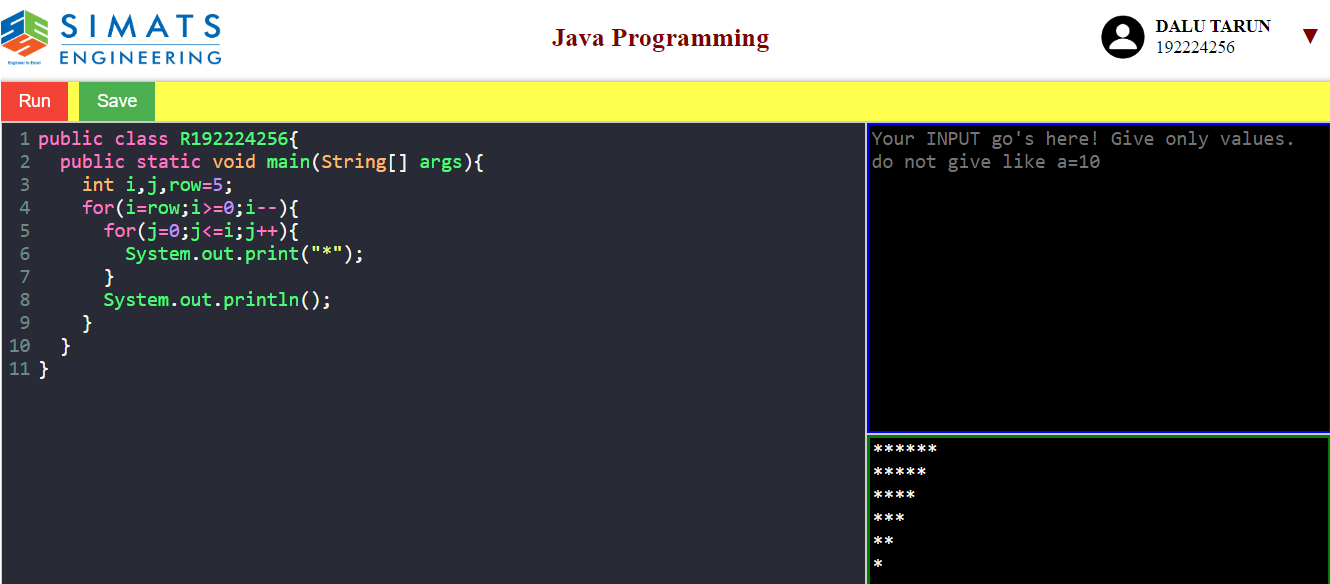 SIMATS
ENGINEERING
Engineer to Excel
Java Programming
DALU TARUN
192224256
▼
Run
Save
1 public class R192224256{
2   public static void main(String[] args){
3     int i,j,row=5;
4     for(i=row;i>=0;i--){
5       for(j=0;j<=i;j++){
6         System.out.print("*");
7       }
8       System.out.println();
9     }
10   }
11 }
Your INPUT go's here! Give only values.
do not give like a=10
******
*****
****
***
**
*